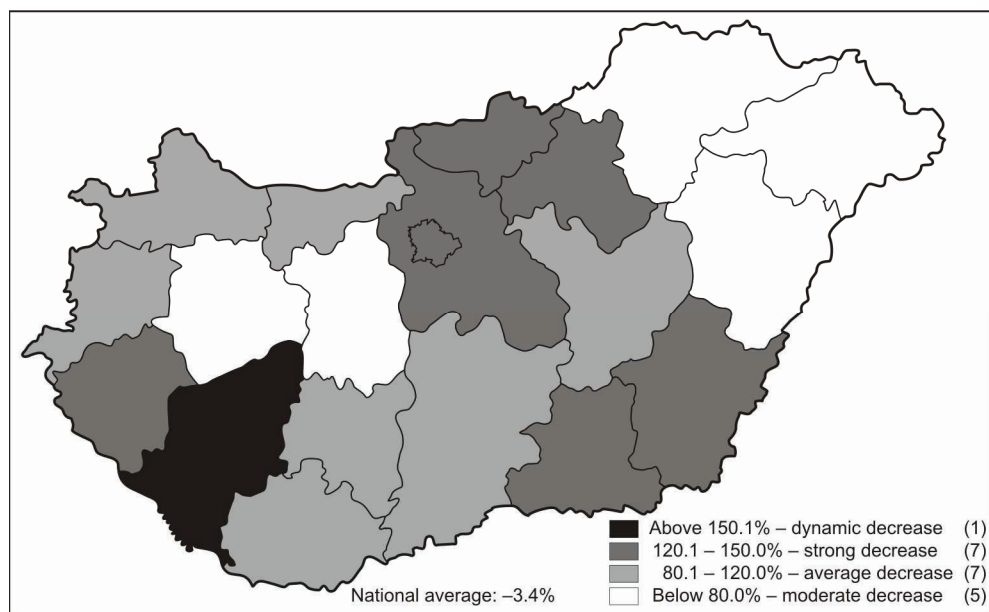 Above 150.1% – dynamic decrease (1)
120.1 – 150.0% – strong decrease (7)
80.1 – 120.0% – average decrease (7)
National average: –3.4% Below 80.0% – moderate decrease (5)